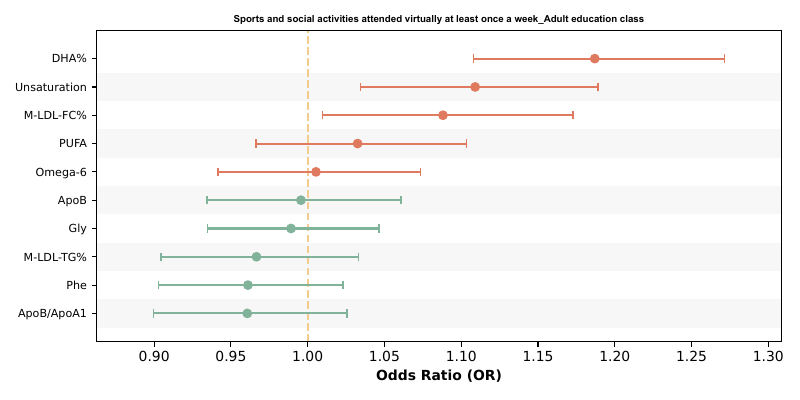 Sports and social activities attended virtually at least once a week_Adult education class
DHA%
Unsaturation
M-LDL-FC%
PUFA
Omega-6
ApoB
Gly
M-LDL-TG%
Phe
ApoB/ApoA1
0.90 0.95 1.00 1.05 1.10 1.15 1.20 1.25 1.30
Odds Ratio (OR)